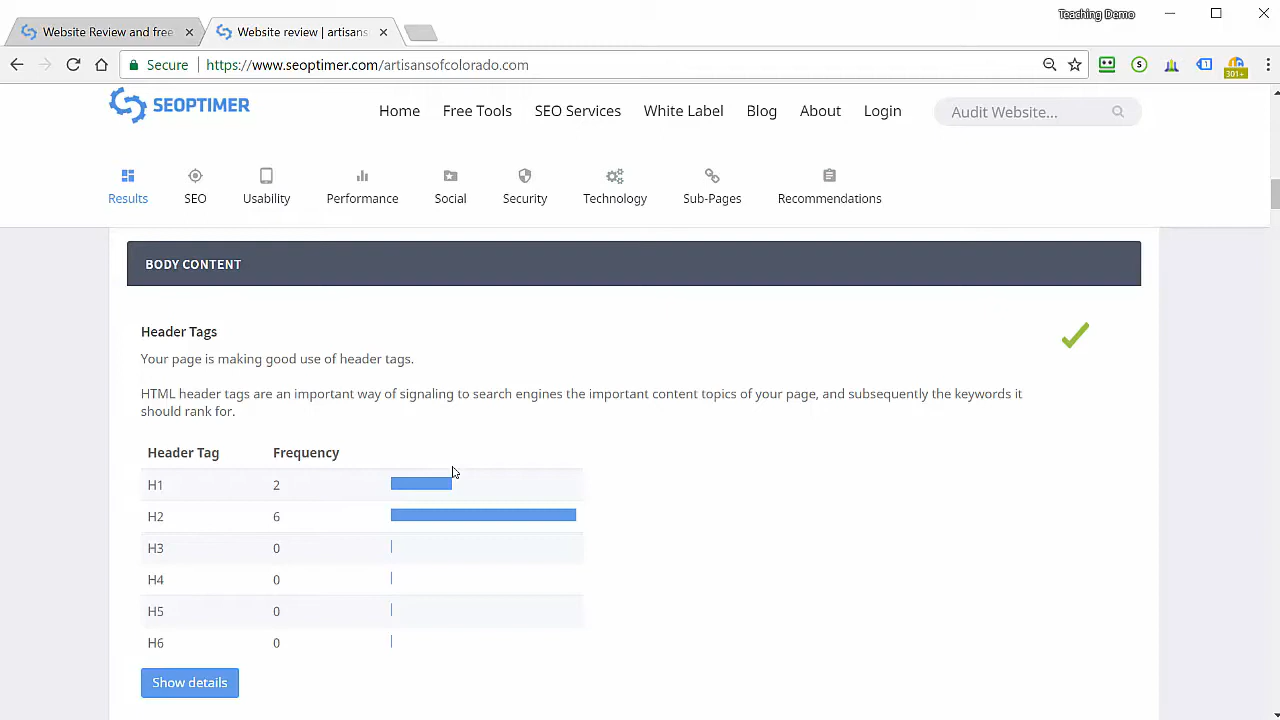 Teaching Demo
Website Review and free
Website review | artisans
Secure
https://www.seoptimer.com/artisansofcolorado.com
S
1
301+
SEOPTIMER
Home
Free Tools
SEO Services
White Label
Blog
About
Login
Audit Website...
Results
SEO
Usability
Performance
Social
Security
Technology
Sub-Pages
Recommendations
BODY CONTENT
Header Tags
Your page is making good use of header tags.
HTML header tags are an important way of signaling to search engines the important content topics of your page, and subsequently the keywords it
should rank for.
Header Tag Frequency
H1 2
H2 6
H3 0
H4 0
H5 0
H6 0
Show details